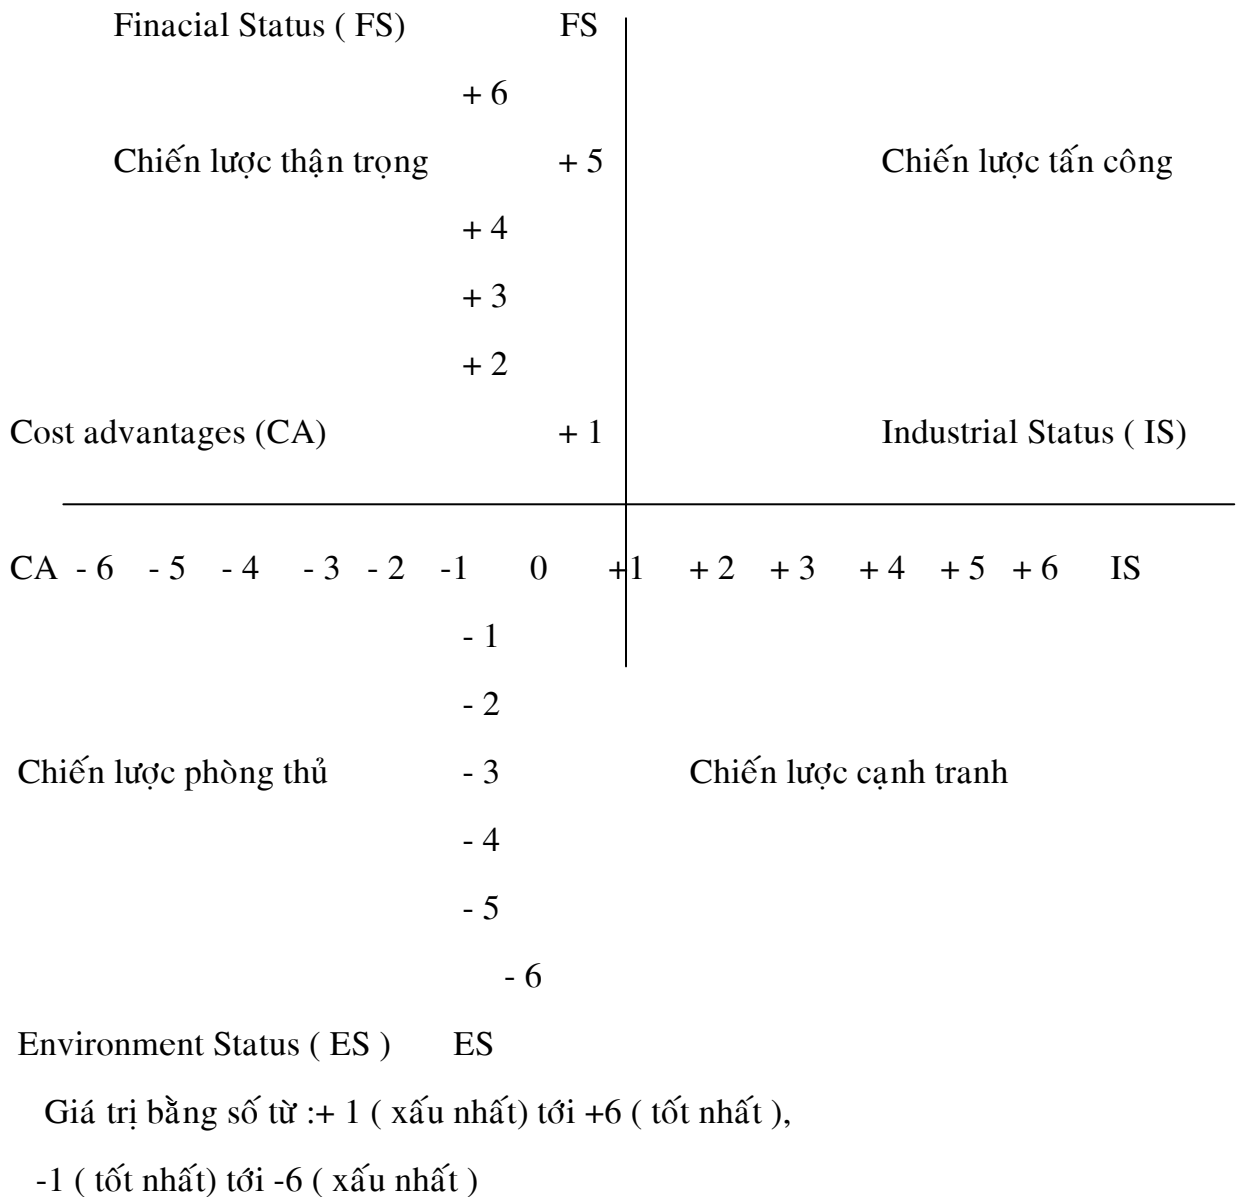 Finacial Status ( FS) FS
+ 6
Chiến lược thận trọng + 5 Chiến lược tấn công
+ 4
+ 3
+ 2
Cost advantages (CA) + 1 Industrial Status ( IS)
CA - 6 - 5 - 4 - 3 - 2 -1 0 +1 + 2 + 3 + 4 + 5 + 6 IS
- 1
- 2
Chiến lược phòng thủ - 3 Chiến lược cạnh tranh
- 4
- 5
- 6
Environment Status ( ES ) ES
Giá trị bằng số từ :+ 1 ( xấu nhất) tới +6 ( tốt nhất ),
-1 ( tốt nhất) tới -6 ( xấu nhất )